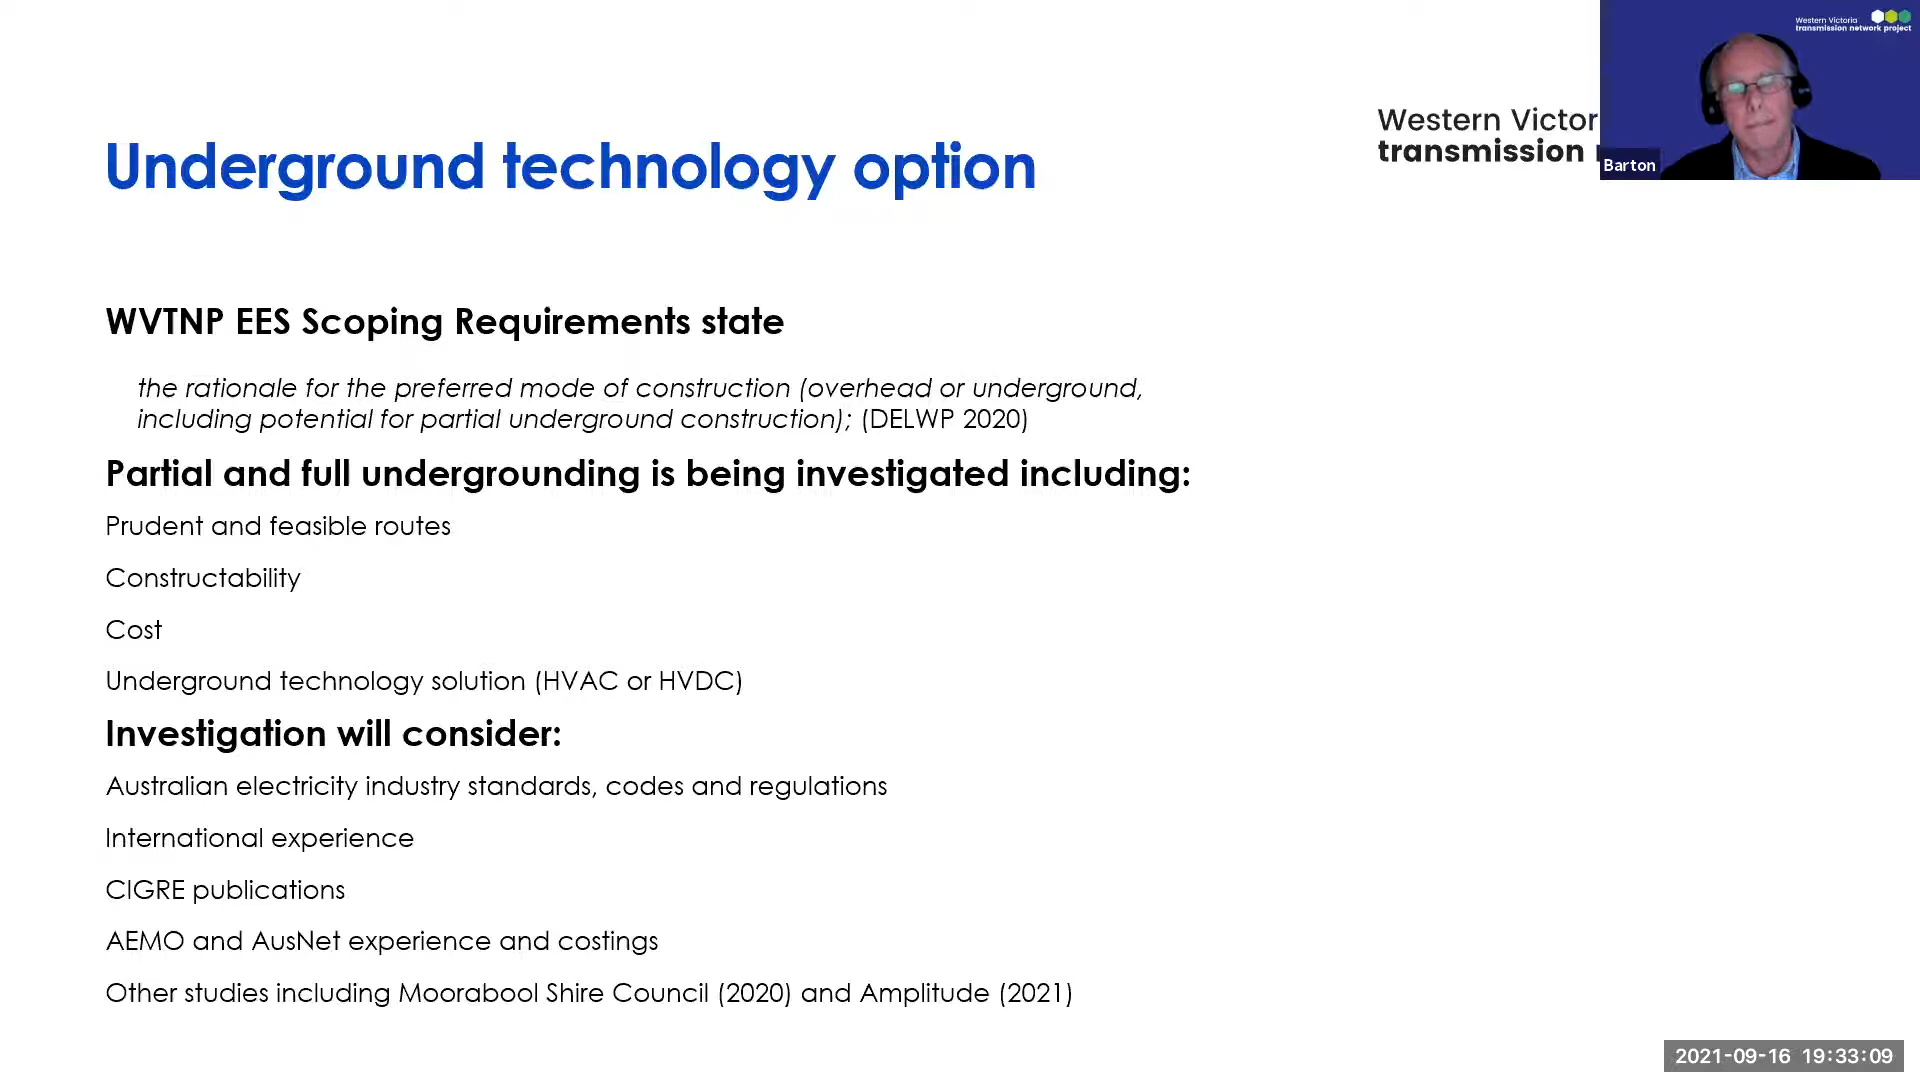 Western Victoria
transmission network project
Western Victor
transmission
Barton
Underground technology option
WVTNP EES Scoping Requirements state
the rationale for the preferred mode of construction (overhead or underground,
including potential for partial underground construction); (DELWP 2020)
Partial and full undergrounding is being investigated including:
Prudent and feasible routes
Constructability
Cost
Underground technology solution (HVAC or HVDC)
Investigation will consider:
Australian electricity industry standards, codes and regulations
International experience
CIGRE publications
AEMO and AusNet experience and costings
Other studies including Moorabool Shire Council (2020) and Amplitude (2021)
2021-09-16 19:33:09